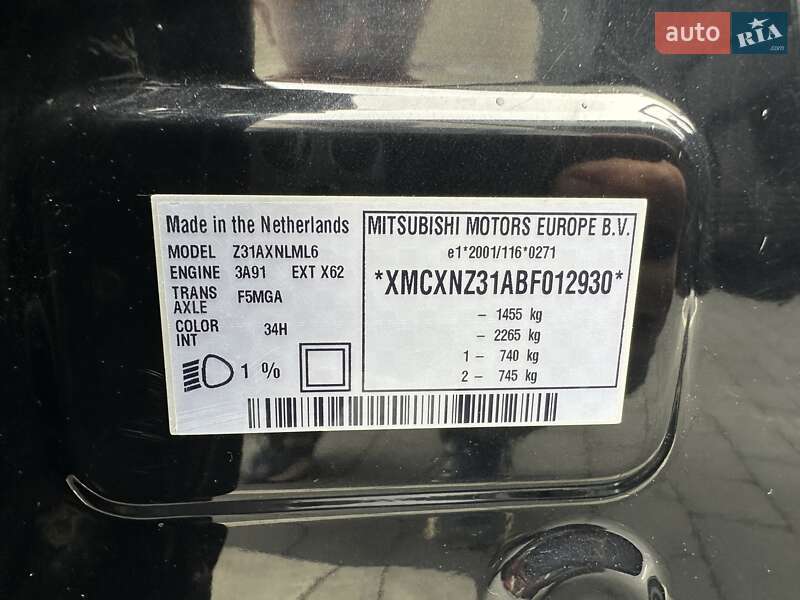 auto RIA.com
Made in the Netherlands
MODEL Z31AXNLML6
ENGINE 3A91 EXT X62
TRANS AXLE F5MGA
COLOR INT 34H
1 %
MITSUBISHI MOTORS EUROPE B.V.
e1*2001/116*0271
*XMCXNZ31ABF012930*
- 1455 kg
- 2265 kg
1 - 740 kg
2 - 745 kg